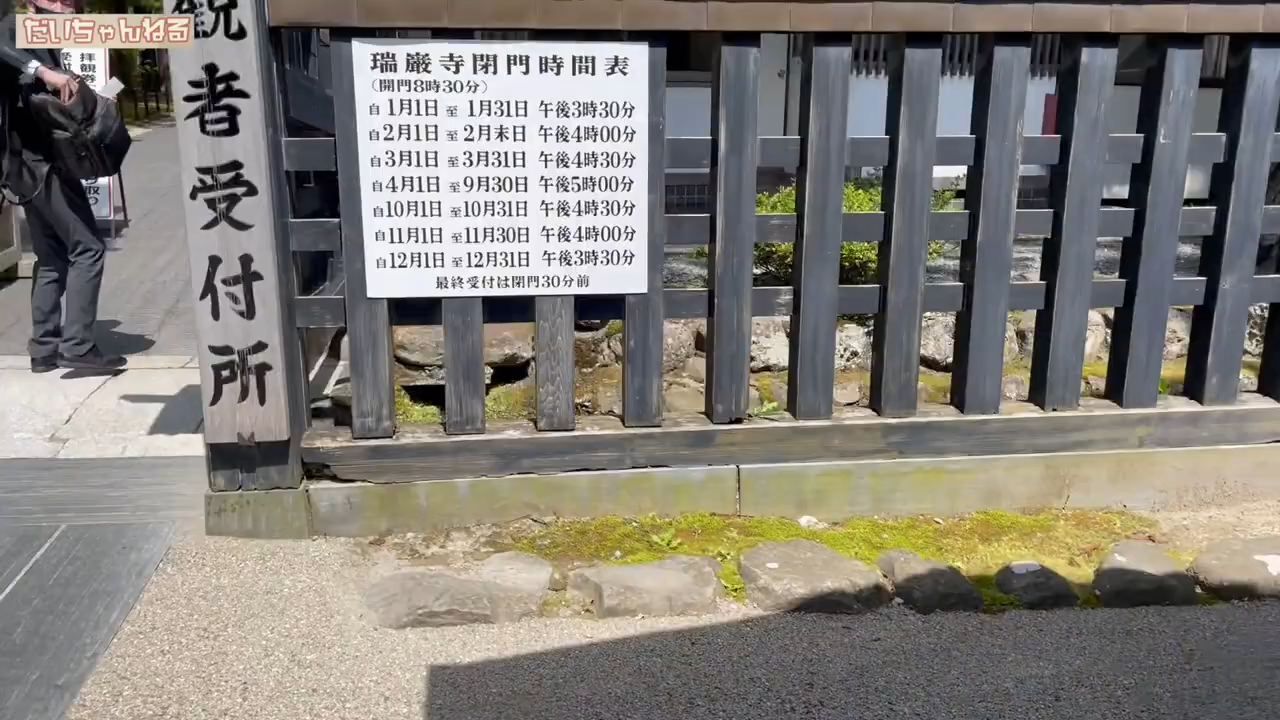 だいちゃんねる
拝観券
観者受付所
瑞巖寺閉門時間表
(開門8時30分)
自1月1日 至1月31日 午後3時30分
自2月1日 至2月末日 午後4時00分
自3月1日 至3月31日 午後4時30分
自4月1日 至9月30日 午後5時00分
自10月1日 至10月31日 午後4時30分
自11月1日 至11月30日 午後4時00分
自12月1日 至12月31日 午後3時30分
最終受付は閉門30分前